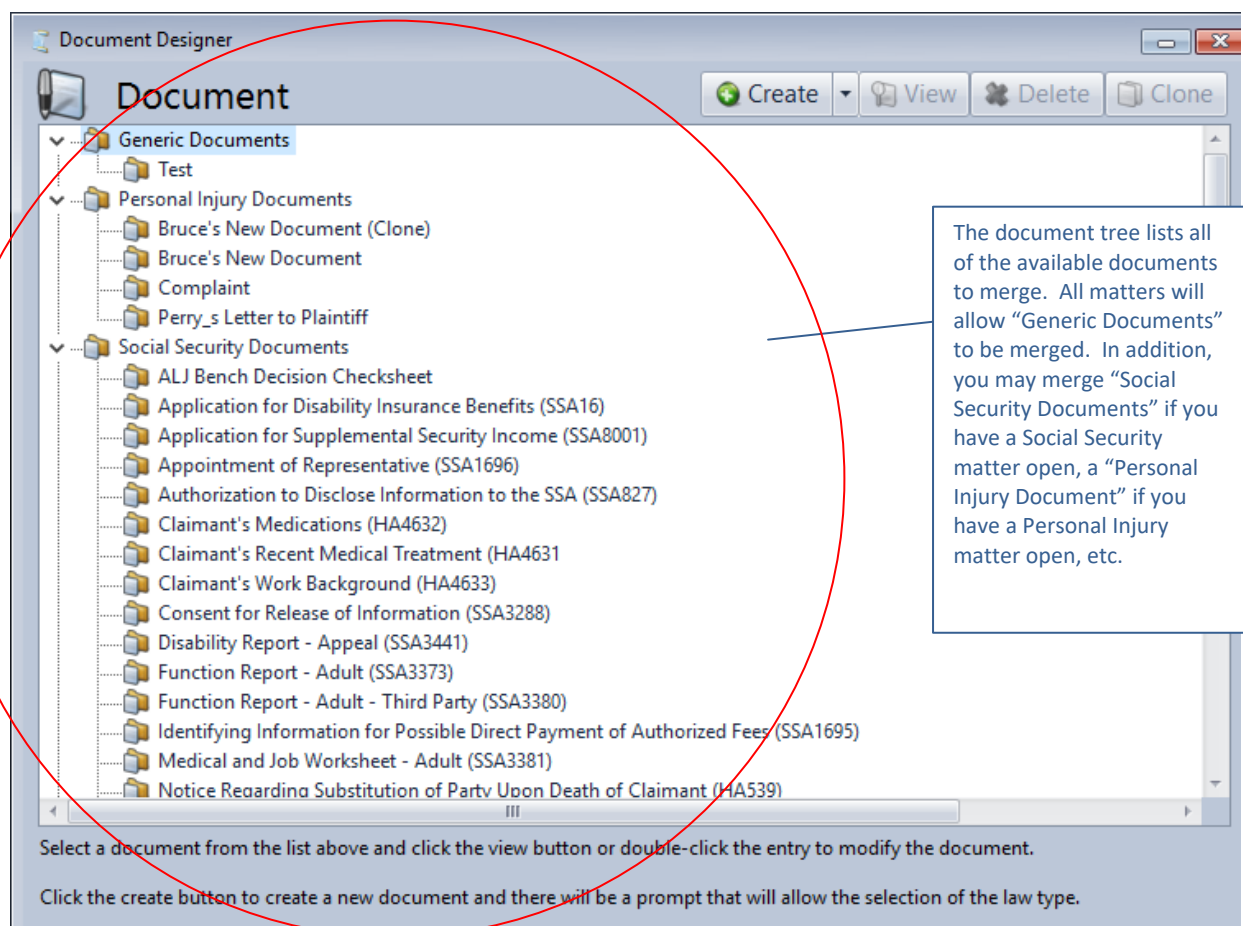 Document Designer
Document
Create
View
Delete
Clone
Generic Documents
Test
Personal Injury Documents
Bruce's New Document (Clone)
Bruce's New Document
Complaint
Perry_s Letter to Plaintiff
Social Security Documents
ALJ Bench Decision Checksheet
Application for Disability Insurance Benefits (SSA16)
Application for Supplemental Security Income (SSA8001)
Appointment of Representative (SSA1696)
Authorization to Disclose Information to the SSA (SSA827)
Claimant's Medications (HA4632)
Claimant's Recent Medical Treatment (HA4631
Claimant's Work Background (HA4633)
Consent for Release of Information (SSA3288)
Disability Report - Appeal (SSA3441)
Function Report - Adult (SSA3373)
Function Report - Adult - Third Party (SSA3380)
Identifying Information for Possible Direct Payment of Authorized Fees (SSA1695)
Medical and Job Worksheet - Adult (SSA3381)
Notice Regarding Substitution of Party Upon Death of Claimant (HA539)
The document tree lists all
of the available documents
to merge. All matters will
allow “Generic Documents”
to be merged. In addition,
you may merge “Social
Security Documents” if you
have a Social Security
matter open, a “Personal
Injury Document” if you
have a Personal Injury
matter open, etc.
Select a document from the list above and click the view button or double-click the entry to modify the document.
Click the create button to create a new document and there will be a prompt that will allow the selection of the law type.